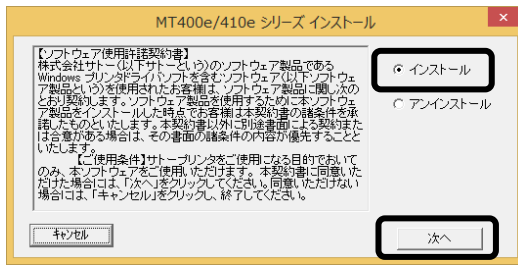 MT400e/410e シリーズ インストール
【ソフトウェア使用許諾契約書】
株式会社サトー(以下サトーという)のソフトウェア製品である
Windows プリンタドライバソフトを含むソフトウェア(以下ソフトウェ
ア製品という)を使用されたお客様は、ソフトウェア製品に関し次の
とおり契約します。ソフトウェア製品を使用するために本ソフトウェ
ア製品をインストールした時点でお客様は本契約書の諸条件を承
諾したものといたします。本契約書以外に別途書面による契約また
は合意がある場合は、その書面の諸条件の内容が優先することと
いたします。
【ご使用条件】サトープリンタをご使用になる目的でおいて
のみ、本ソフトウェアをご使用いただけます。本契約書に同意いた
だけた場合には、「次へ」をクリックしてください。同意いただけない
場合には、「キャンセル」をクリックし、終了してください。
インストール
アンインストール
キャンセル
次へ